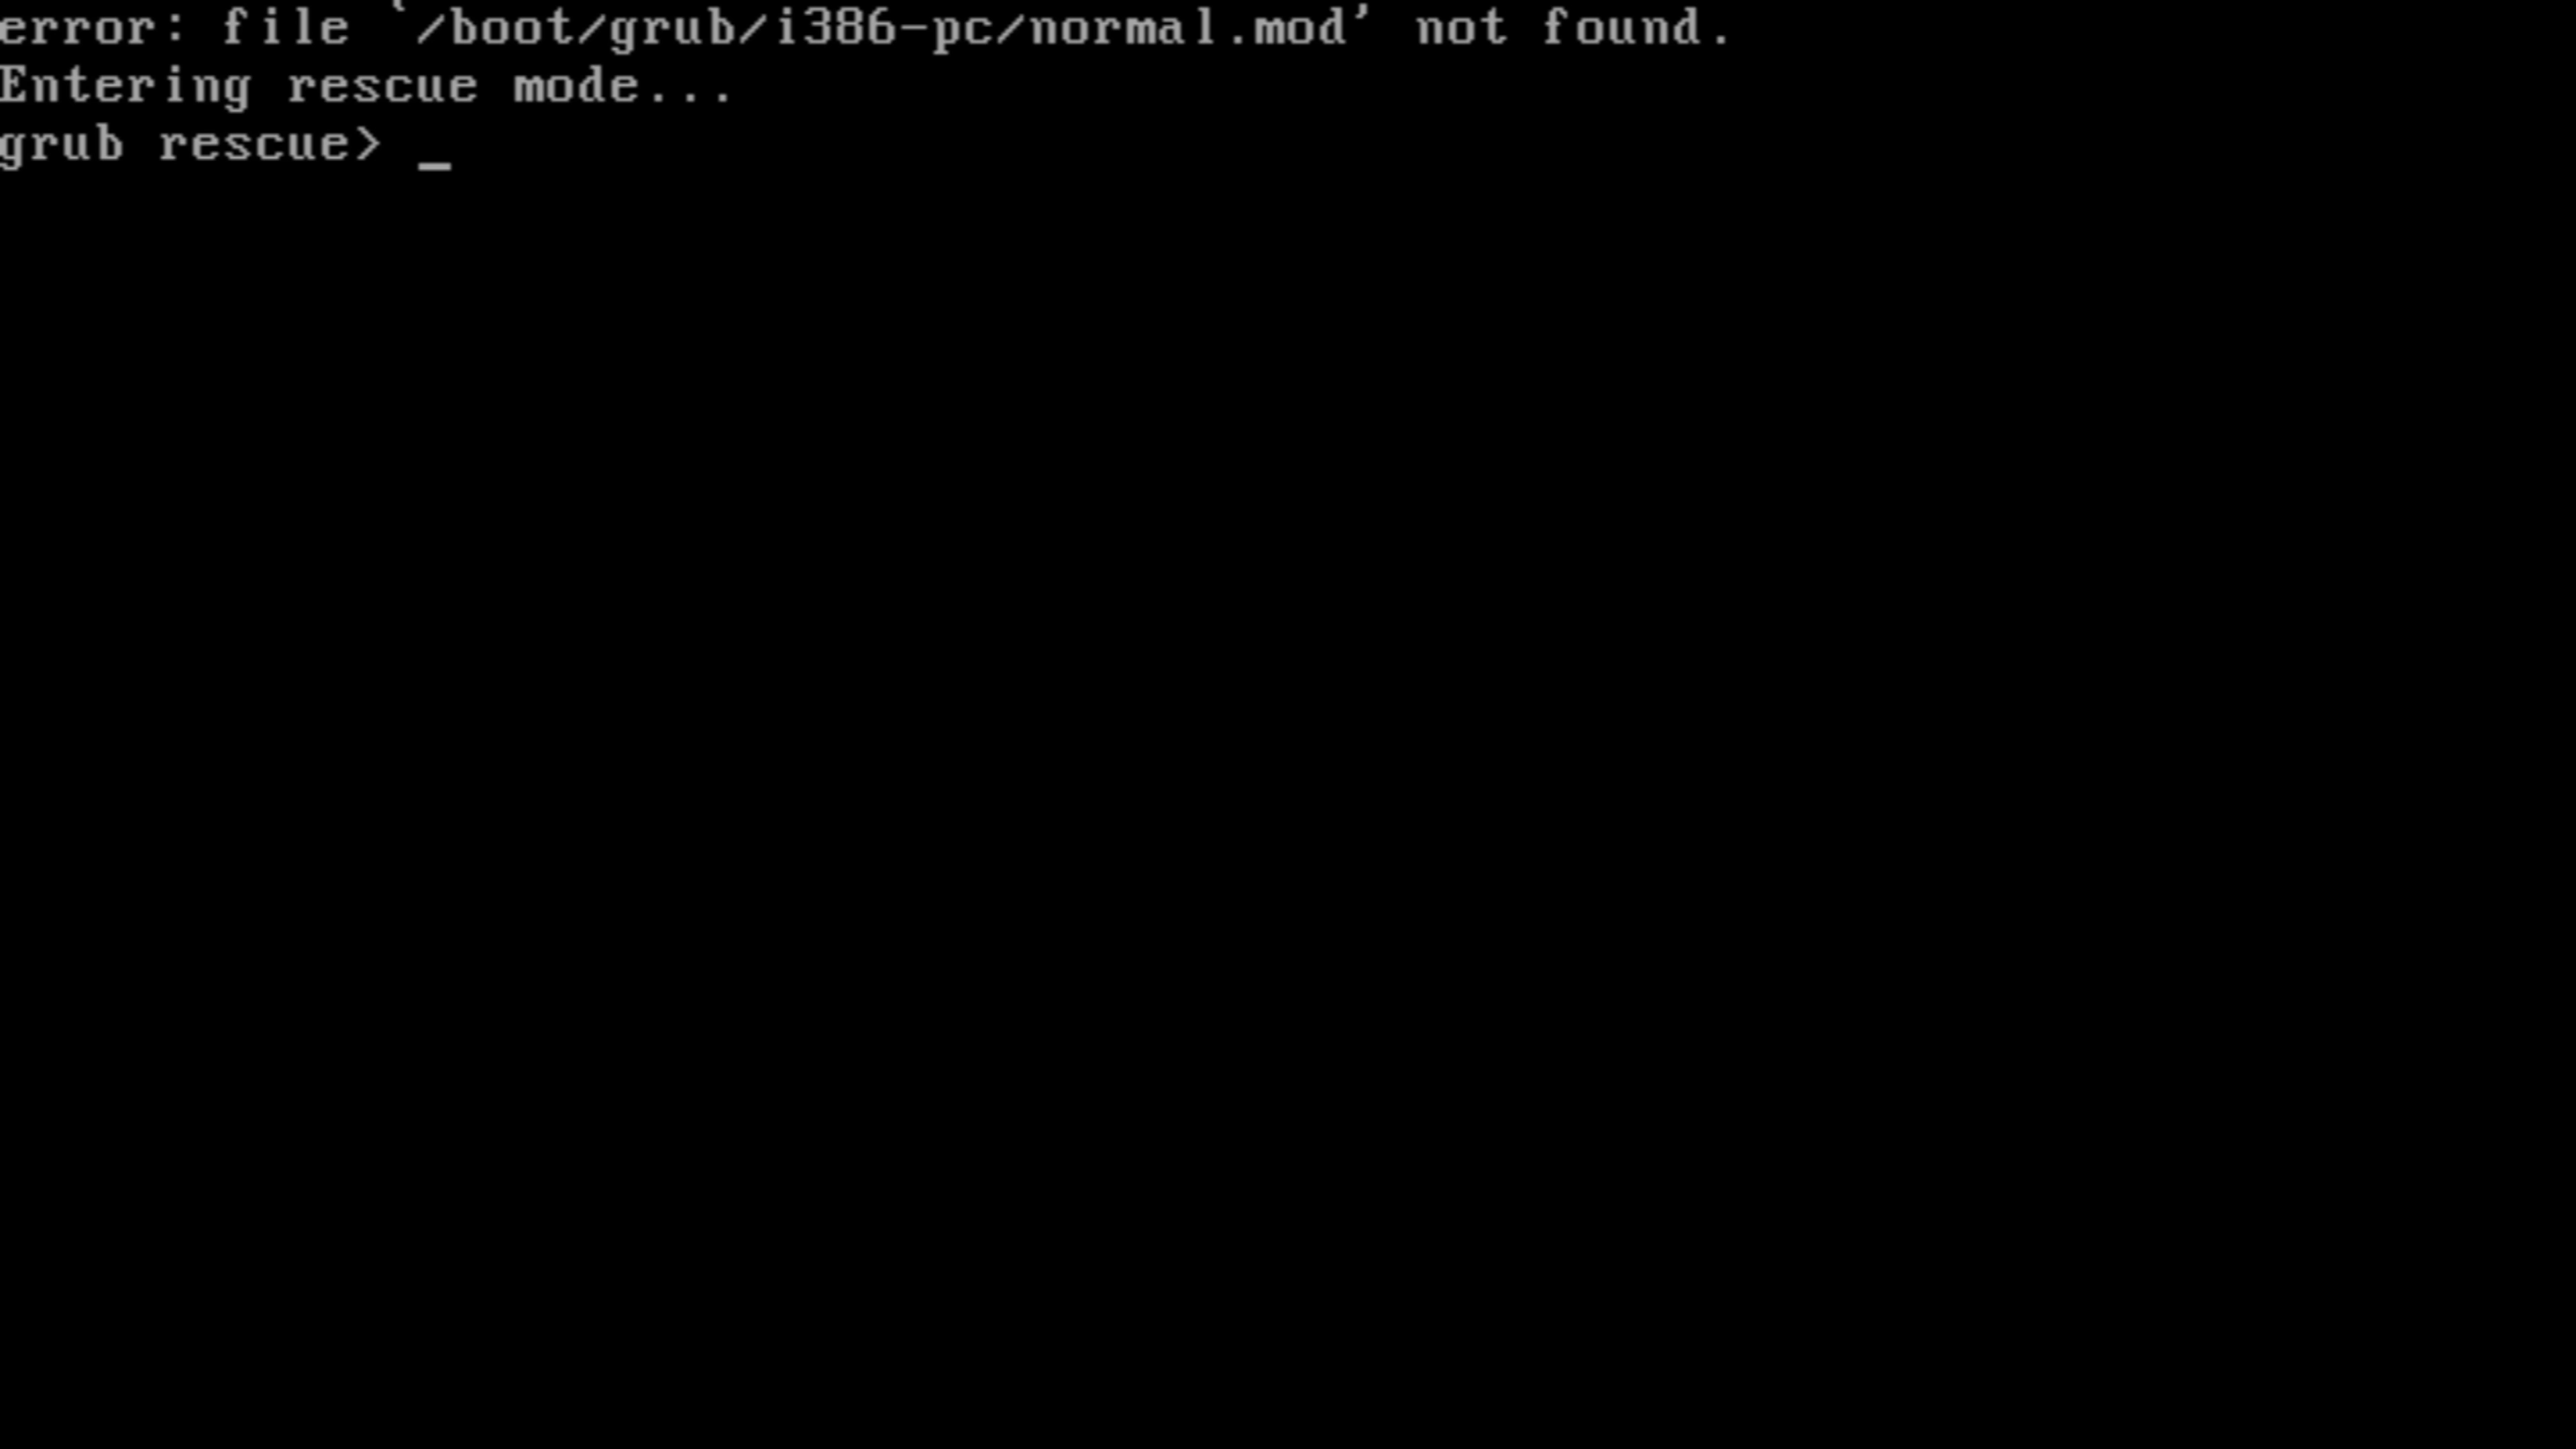 error: file `/boot/grub/i386-pc/normal.mod' not found.
Entering rescue mode...
grub rescue> _